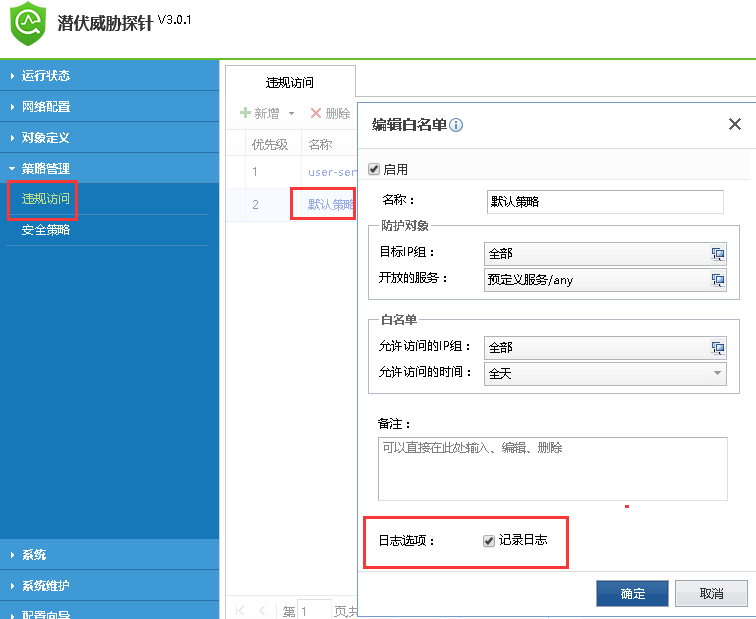 潜伏威胁探针 V3.0.1
运行状态
网络配置
对象定义
策略管理
违规访问
安全策略
系统
系统维护
配置向导
违规访问
新增 删除
优先级 名称
1 user-ser
2 默认策略
第 1 页共
编辑白名单
启用
名称： 默认策略
防护对象
目标IP组： 全部
开放的服务： 预定义服务/any
白名单
允许访问的IP组： 全部
允许访问的时间： 全天
备注：
可以直接在此处输入、编辑、删除
日志选项： 记录日志
确定 取消